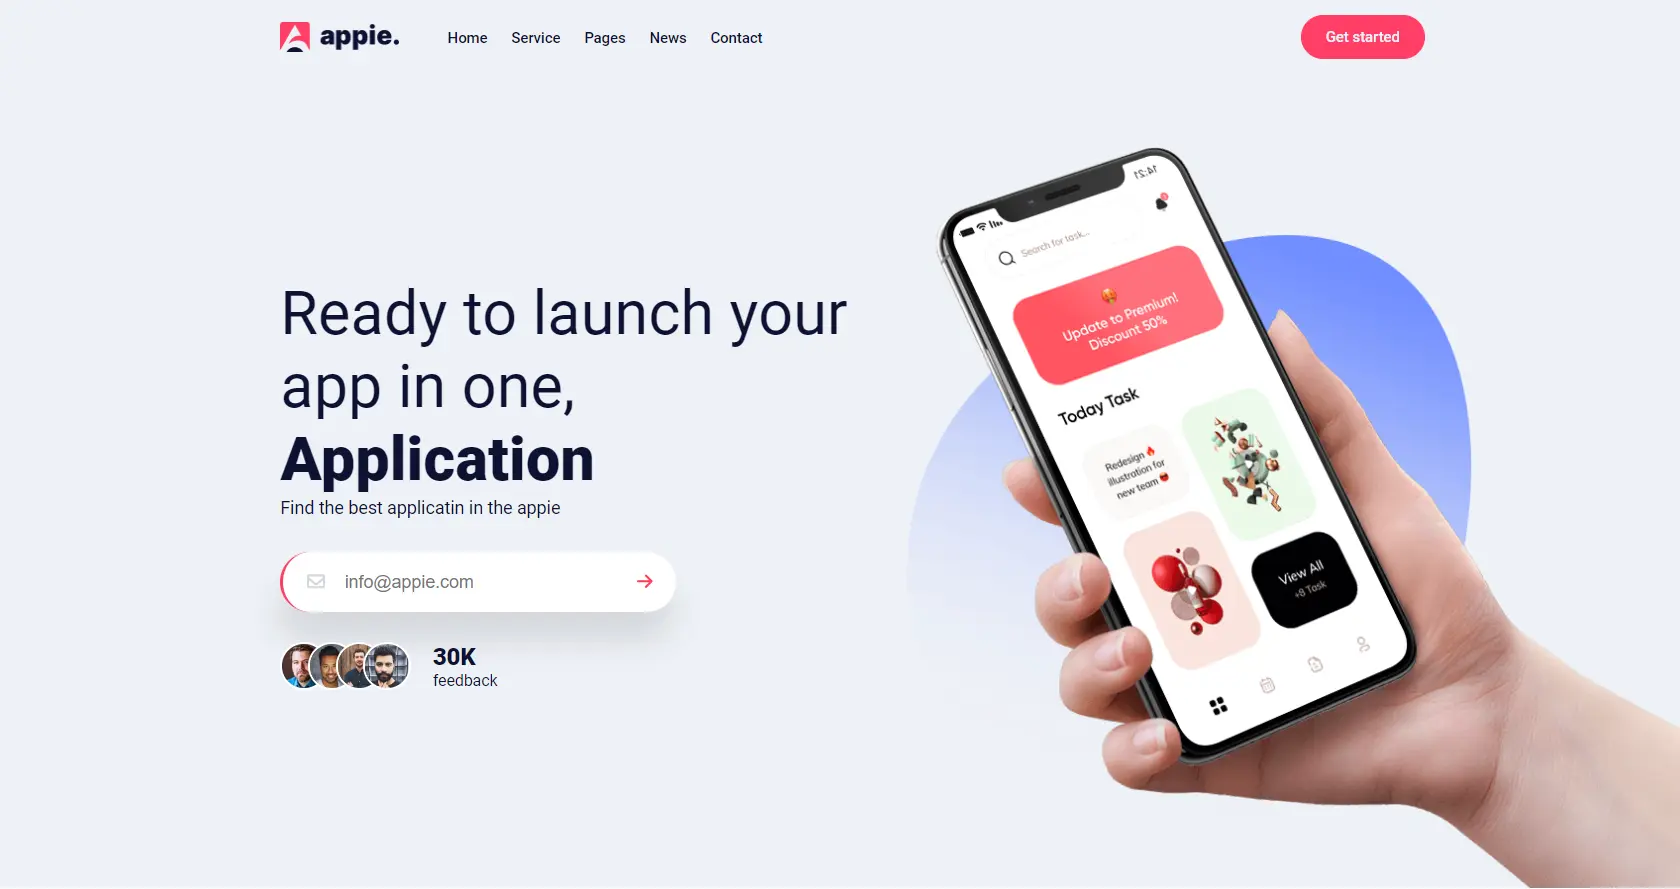 appie.
Home Service Pages News Contact
Get started
Ready to launch your
app in one,
Application
Find the best applicatin in the appie
info@appie.com
30K
feedback
14:21
Search for task...
Update to Premium!
Discount 50%
Today Task
Redesign 🔥
illustration for
new team 😎
View All
+8 Task